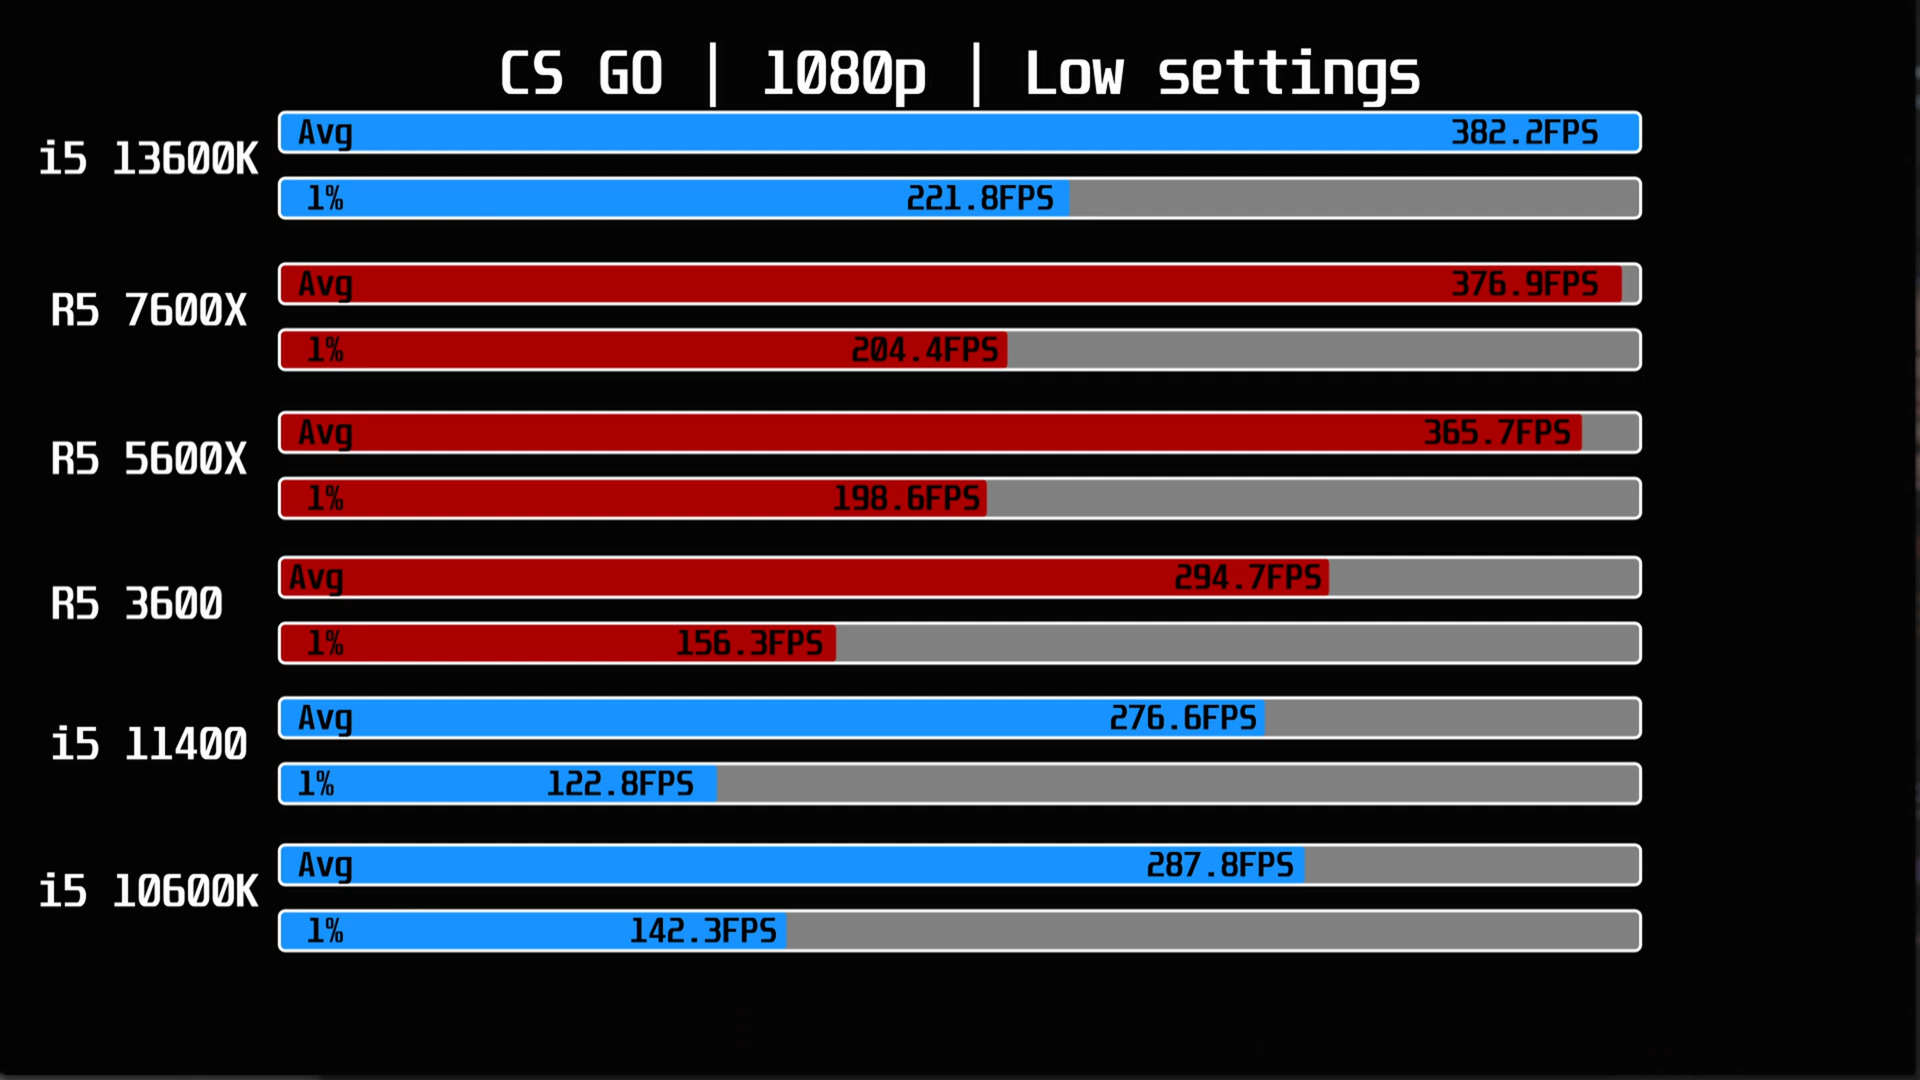 CS GO | 1080p | Low settings
i5 13600K
Avg 382.2FPS
1% 221.8FPS
R5 7600X
Avg 376.9FPS
1% 204.4FPS
R5 5600X
Avg 365.7FPS
1% 198.6FPS
R5 3600
Avg 294.7FPS
1% 156.3FPS
i5 11400
Avg 276.6FPS
1% 122.8FPS
i5 10600K
Avg 287.8FPS
1% 142.3FPS